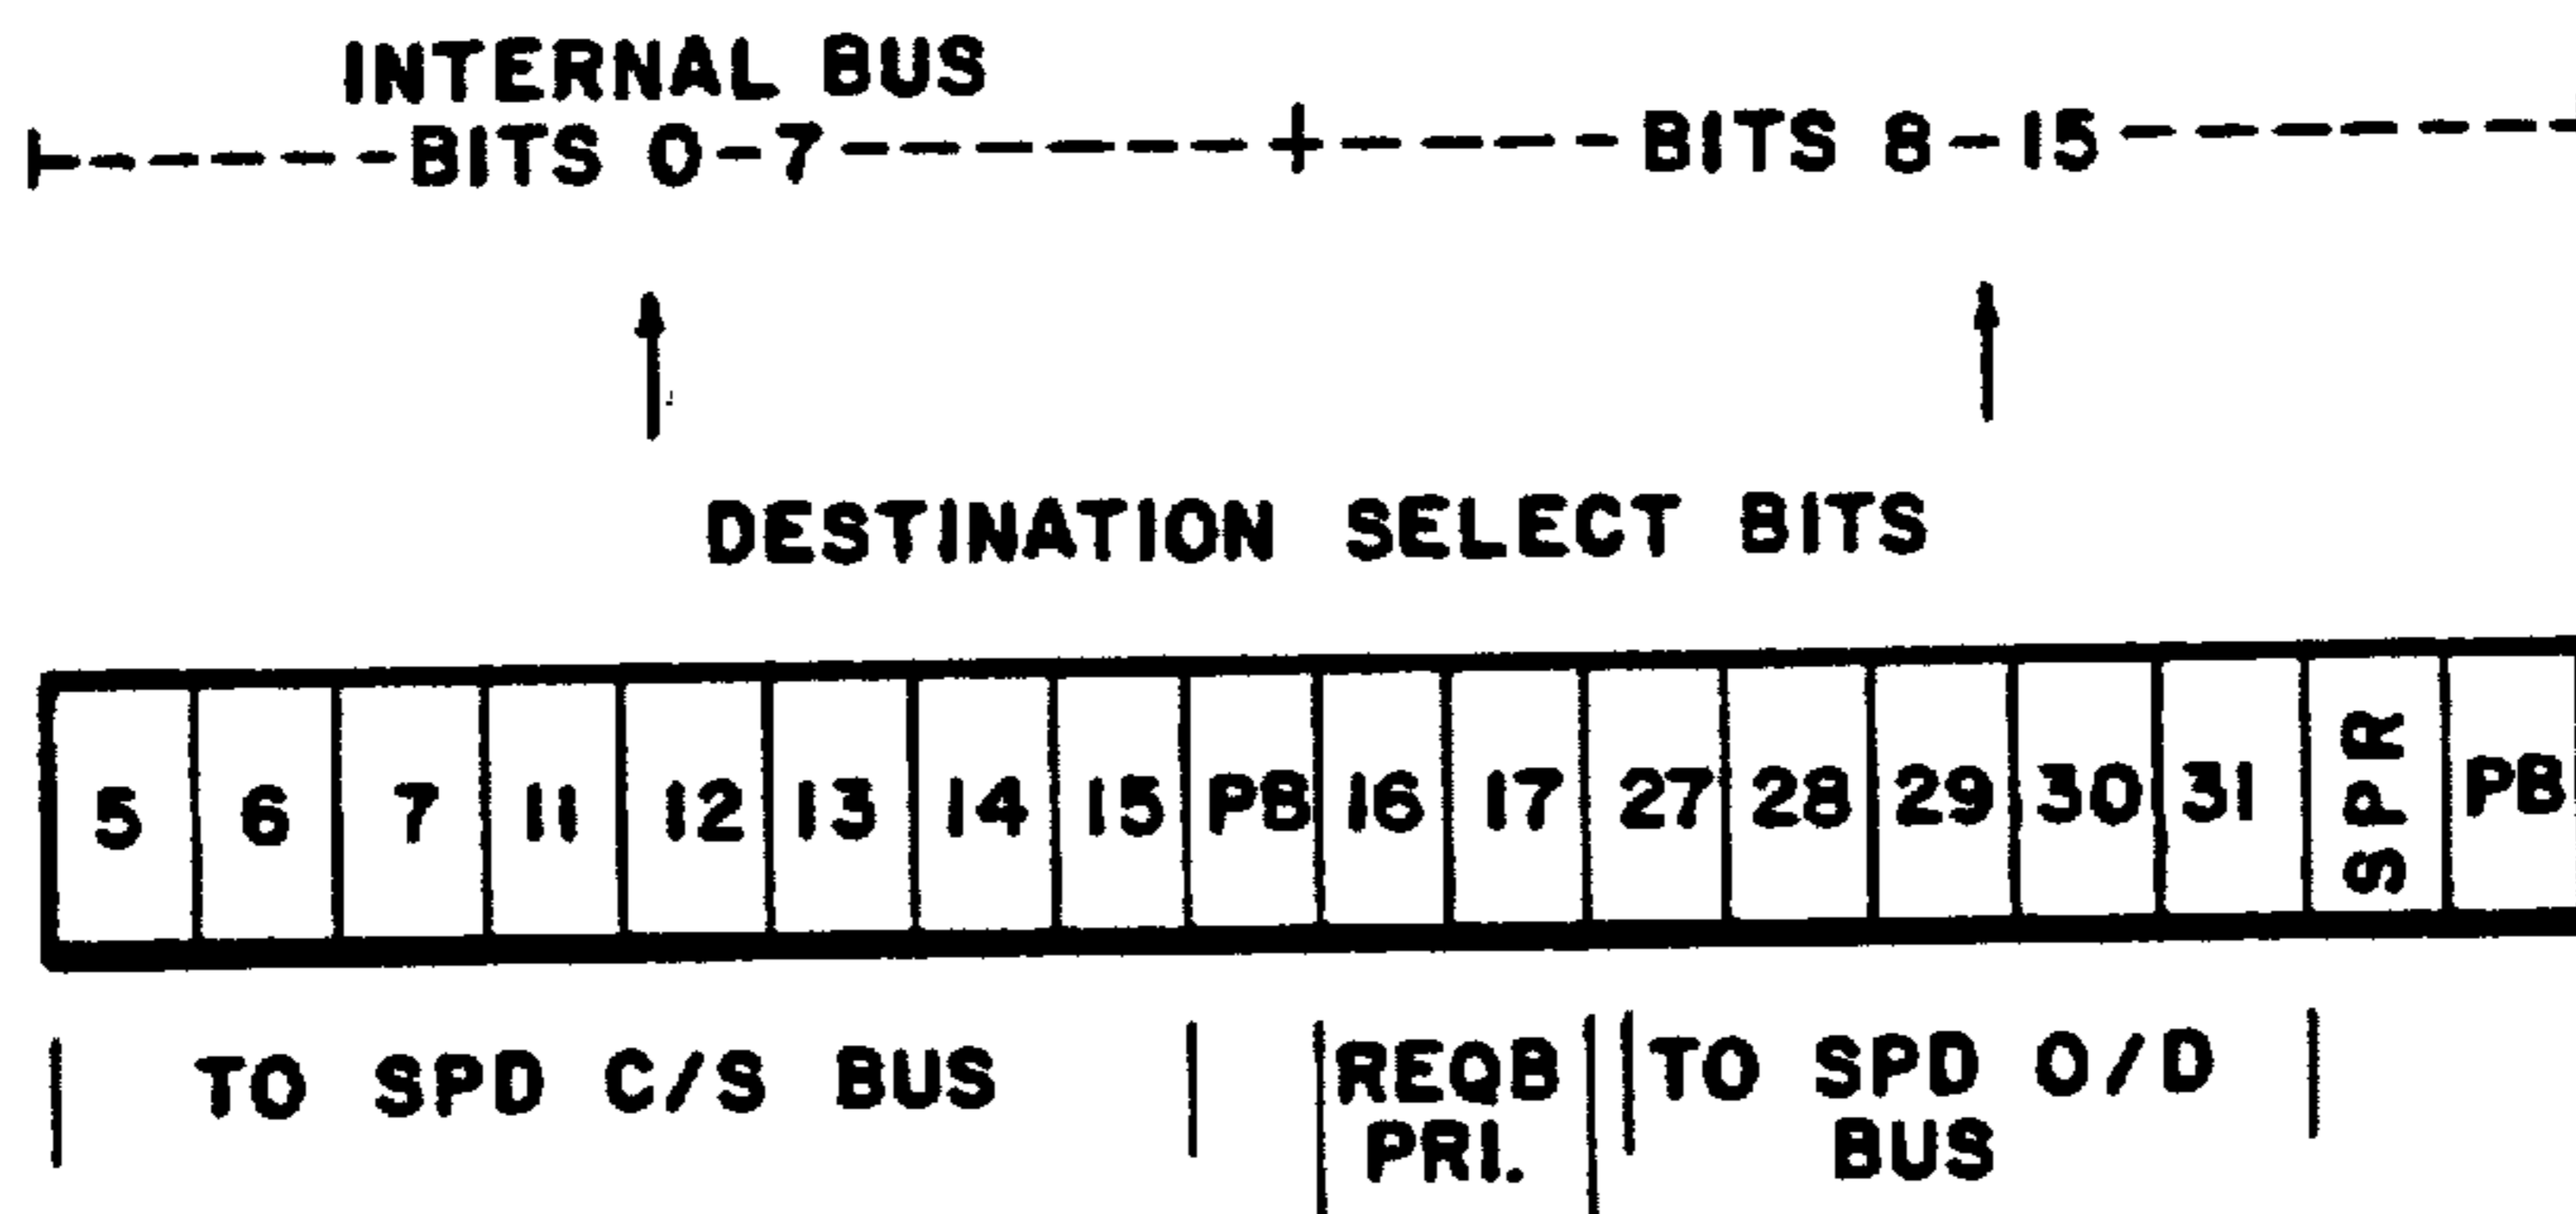 INTERNAL BUS
BITS 0-7 BITS 8-15
DESTINATION SELECT BITS
5 6 7 11 12 13 14 15 PB 16 17 27 28 29 30 31 SPR PB
TO SPD C/S BUS REQB PRI. TO SPD O/D BUS